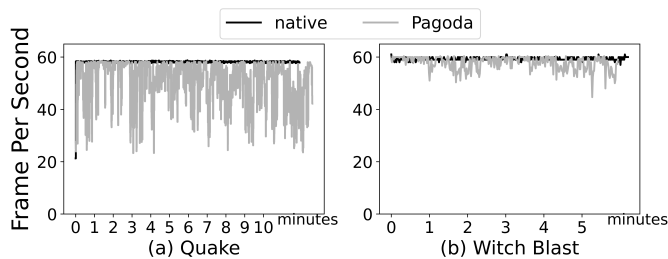 native Pagoda
Frame Per Second
60
40
20
0
0 1 2 3 4 5 6 7 8 9 10 minutes
(a) Quake
60
40
20
0
0 1 2 3 4 5 minutes
(b) Witch Blast